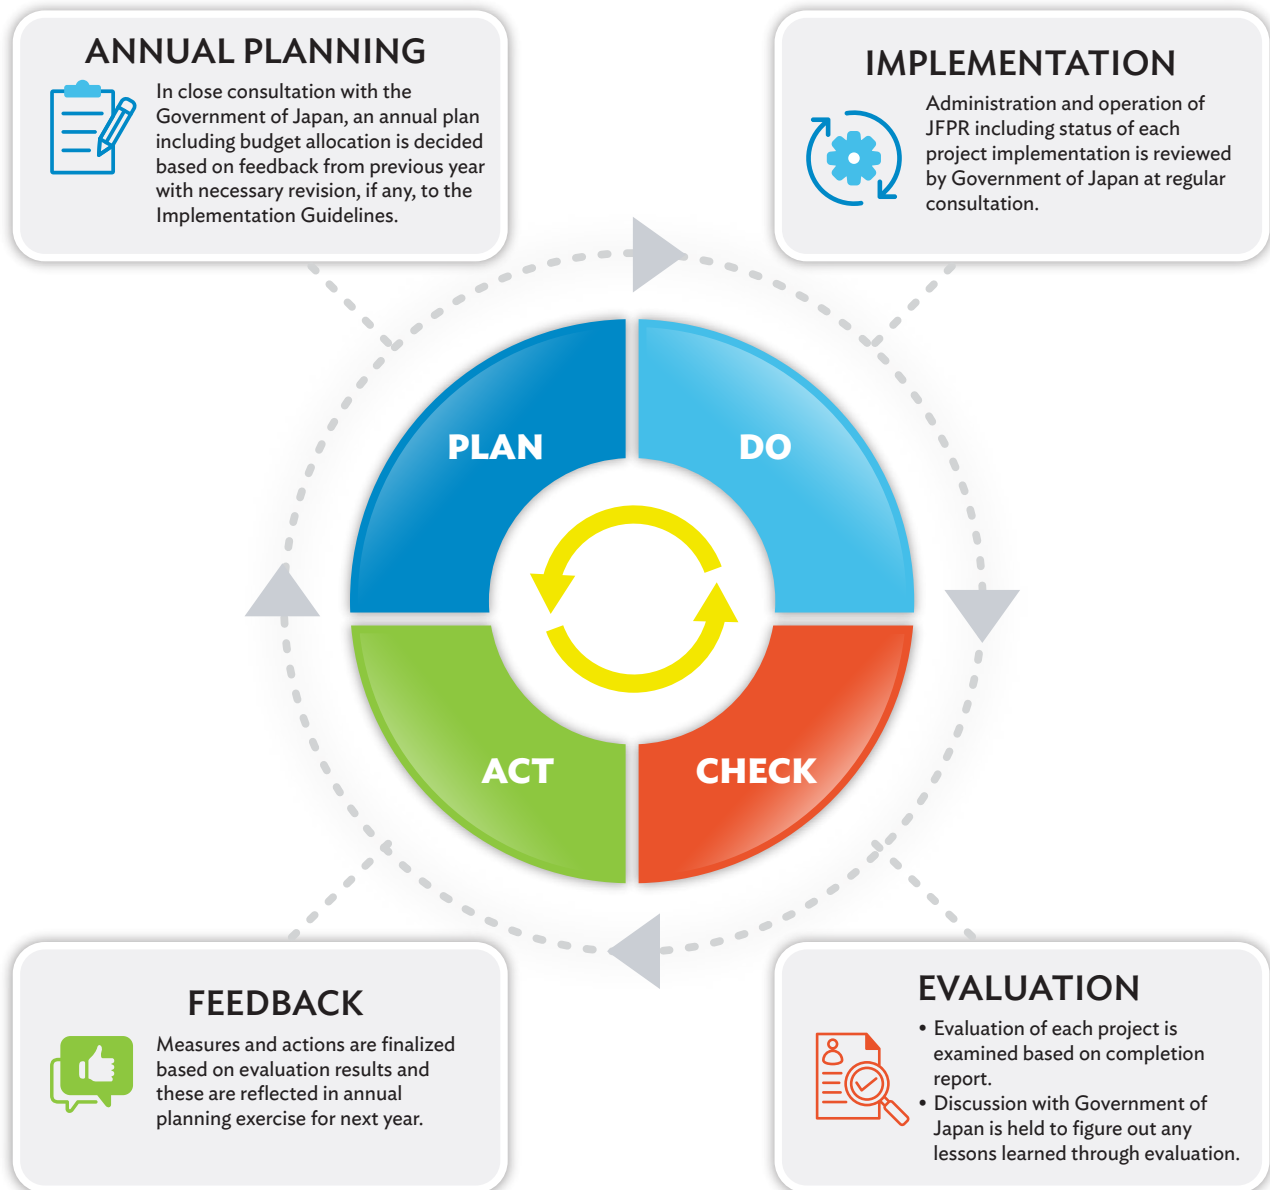 ANNUAL PLANNING
In close consultation with the
Government of Japan, an annual plan
including budget allocation is decided
based on feedback from previous year
with necessary revision, if any, to the
Implementation Guidelines.
IMPLEMENTATION
Administration and operation of
JFPR including status of each
project implementation is reviewed
by Government of Japan at regular
consultation.
PLAN
DO
ACT
CHECK
FEEDBACK
Measures and actions are finalized
based on evaluation results and
these are reflected in annual
planning exercise for next year.
EVALUATION
• Evaluation of each project is
examined based on completion
report.
• Discussion with Government of
Japan is held to figure out any
lessons learned through evaluation.